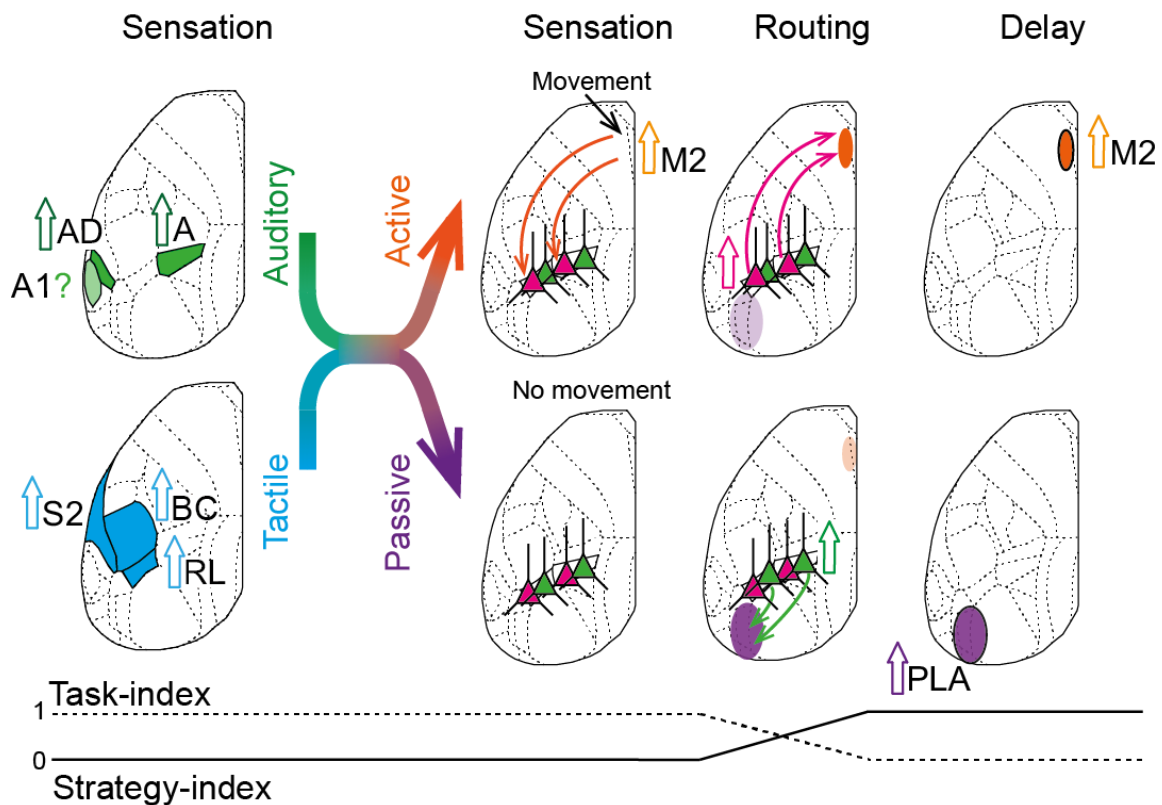 Sensation
Sensation
Routing
Delay
Movement
M2
M2
AD
A
A1?
Auditory
Active
No movement
S2
BC
RL
Tactile
Passive
PLA
Task-index
1
0
Strategy-index